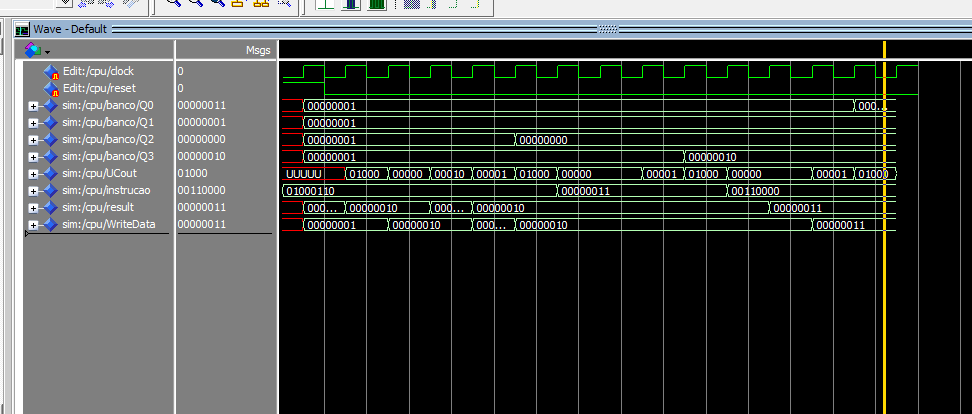 Wave - Default
Msgs
Edit:/cpu/clock 0
Edit:/cpu/reset 0
sim:/cpu/banco/Q0 00000011 00000001 000...
sim:/cpu/banco/Q1 00000001 00000001
sim:/cpu/banco/Q2 00000000 00000001 00000000
sim:/cpu/banco/Q3 00000010 00000001 00000010
sim:/cpu/UCout 01000 UUUUU 01000 00000 00010 00001 01000 00000 00001 01000 00000 00001 01000
sim:/cpu/instrucao 00110000 01000110 00000011 00110000
sim:/cpu/result 00000011 000... 00000010 000... 00000010 00000011
sim:/cpu/WriteData 00000011 00000001 00000010 000... 00000010 00000011